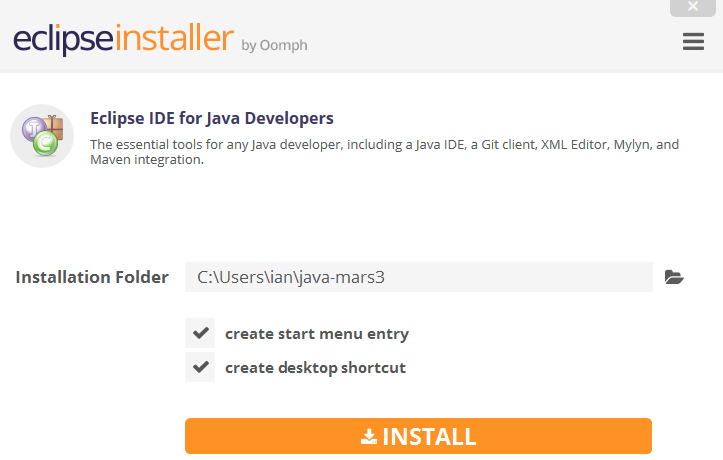 eclipseinstaller by Oomph
Eclipse IDE for Java Developers
The essential tools for any Java developer, including a Java IDE, a Git client, XML Editor, Mylyn, and
Maven integration.
Installation Folder C:\Users\ian\java-mars3
create start menu entry
create desktop shortcut
INSTALL